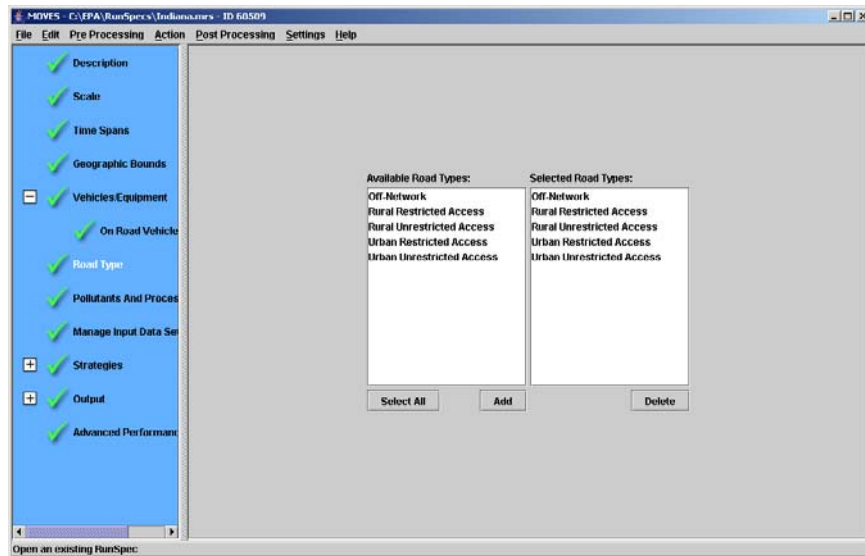 MOVES - C:\EPA\RunSpecs\Indiana.mrs - ID 60509
File Edit Pre Processing Action Post Processing Settings Help
Description
Scale
Time Spans
Geographic Bounds
Vehicles/Equipment
On Road Vehicle
Road Type
Pollutants And Proces
Manage Input Data Set
Strategies
Output
Advanced Performanc
Available Road Types:
Off-Network
Rural Restricted Access
Rural Unrestricted Access
Urban Restricted Access
Urban Unrestricted Access
Select All
Add
Selected Road Types:
Off-Network
Rural Restricted Access
Rural Unrestricted Access
Urban Restricted Access
Urban Unrestricted Access
Delete
Open an existing RunSpec